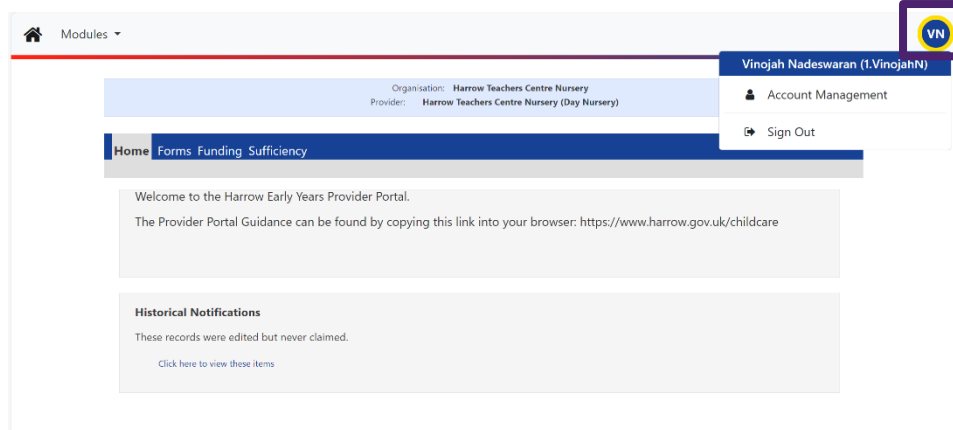 Modules
VN
Vinojah Nadeswaran (1.VinojahN)
Account Management
Sign Out
Organisation: Harrow Teachers Centre Nursery
Provider: Harrow Teachers Centre Nursery (Day Nursery)
Home Forms Funding Sufficiency
Welcome to the Harrow Early Years Provider Portal.
The Provider Portal Guidance can be found by copying this link into your browser: https://www.harrow.gov.uk/childcare
Historical Notifications
These records were edited but never claimed.
Click here to view these items